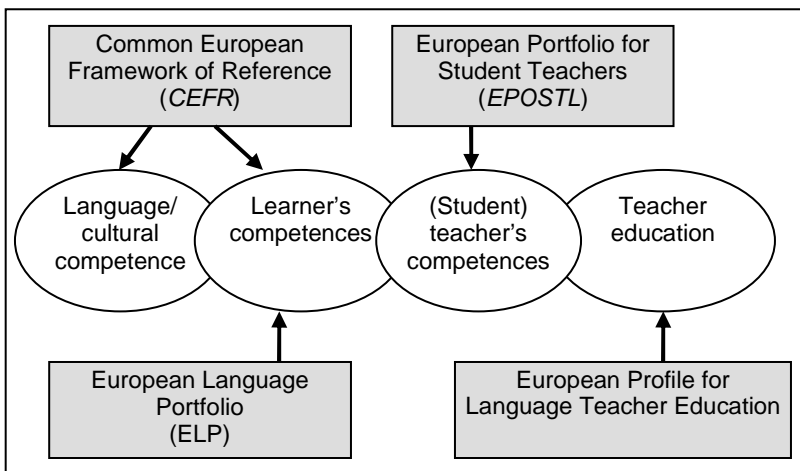 Common European
Framework of Reference
(CEFR)
European Portfolio for
Student Teachers
(EPOSTL)
Language/
cultural
competence
Learner's
competences
(Student)
teacher's
competences
Teacher
education
European Language
Portfolio
(ELP)
European Profile for
Language Teacher Education